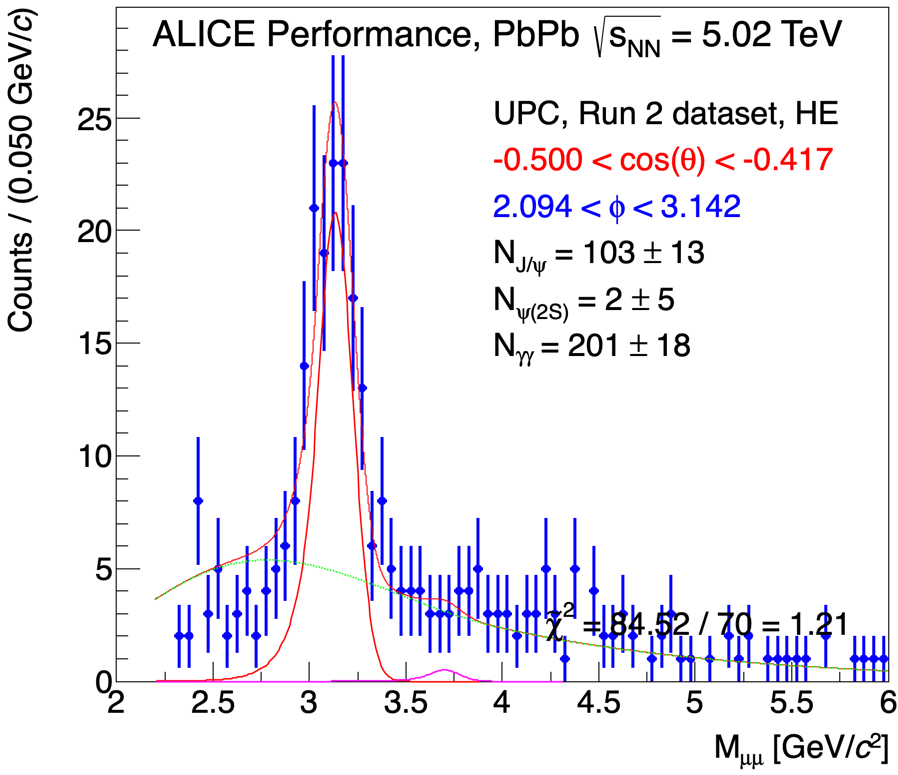 ALICE Performance, PbPb √sNN = 5.02 TeV
UPC, Run 2 dataset, HE
-0.500 < cos(θ) < -0.417
2.094 < ϕ < 3.142
NJ/ψ = 103 ± 13
Nψ(2S) = 2 ± 5
Nγγ = 201 ± 18
χ̃2 = 84.52 / 70 = 1.21
Counts / (0.050 GeV/c)
25
20
15
10
5
0
2 2.5 3 3.5 4 4.5 5 5.5 6
Mμμ [GeV/c2]